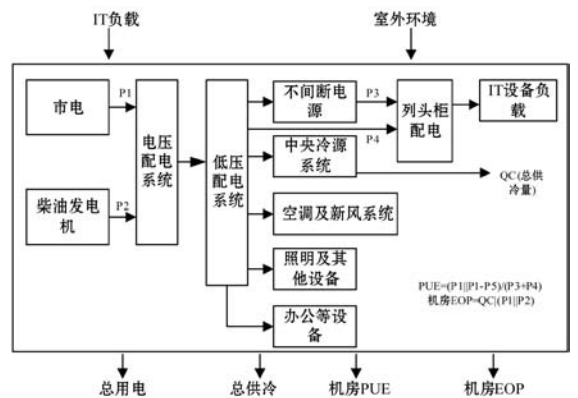 IT负载
室外环境
市电
P1
柴油发电
机
P2
电压
配电
系统
低压
配电
系统
不间断电
源
P3
P4
列头柜
配电
IT设备负
载
中央冷源
系统
QC(总供
冷量)
空调及新风系统
照明及其
他设备
办公等设
备
PUE=(P1||P1-P5)/(P3+P4)
机房EOP=QC|(P1||P2)
总用电
总供冷
机房PUE
机房EOP